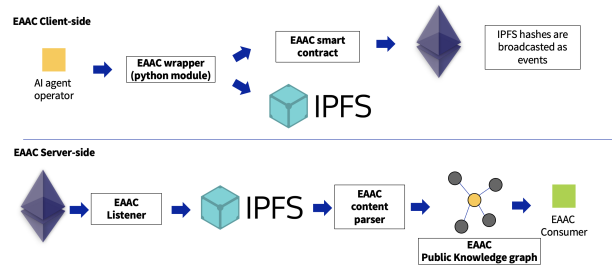 EAAC Client-side
AI agent
operator
EAAC wrapper
(python module)
EAAC smart
contract
IPFS
IPFS hashes are
broadcasted as
events
EAAC Server-side
EAAC
Listener
IPFS
EAAC
content
parser
EAAC
Public Knowledge graph
EAAC
Consumer